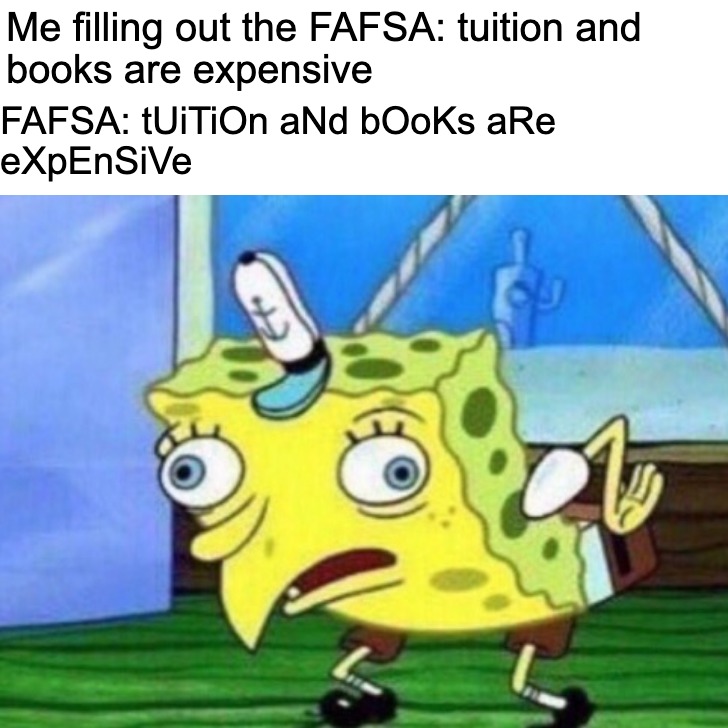 Me filling out the FAFSA: tuition and
books are expensive
FAFSA: tUiTiOn aNd bOoKs aRe
eXpEnSiVe